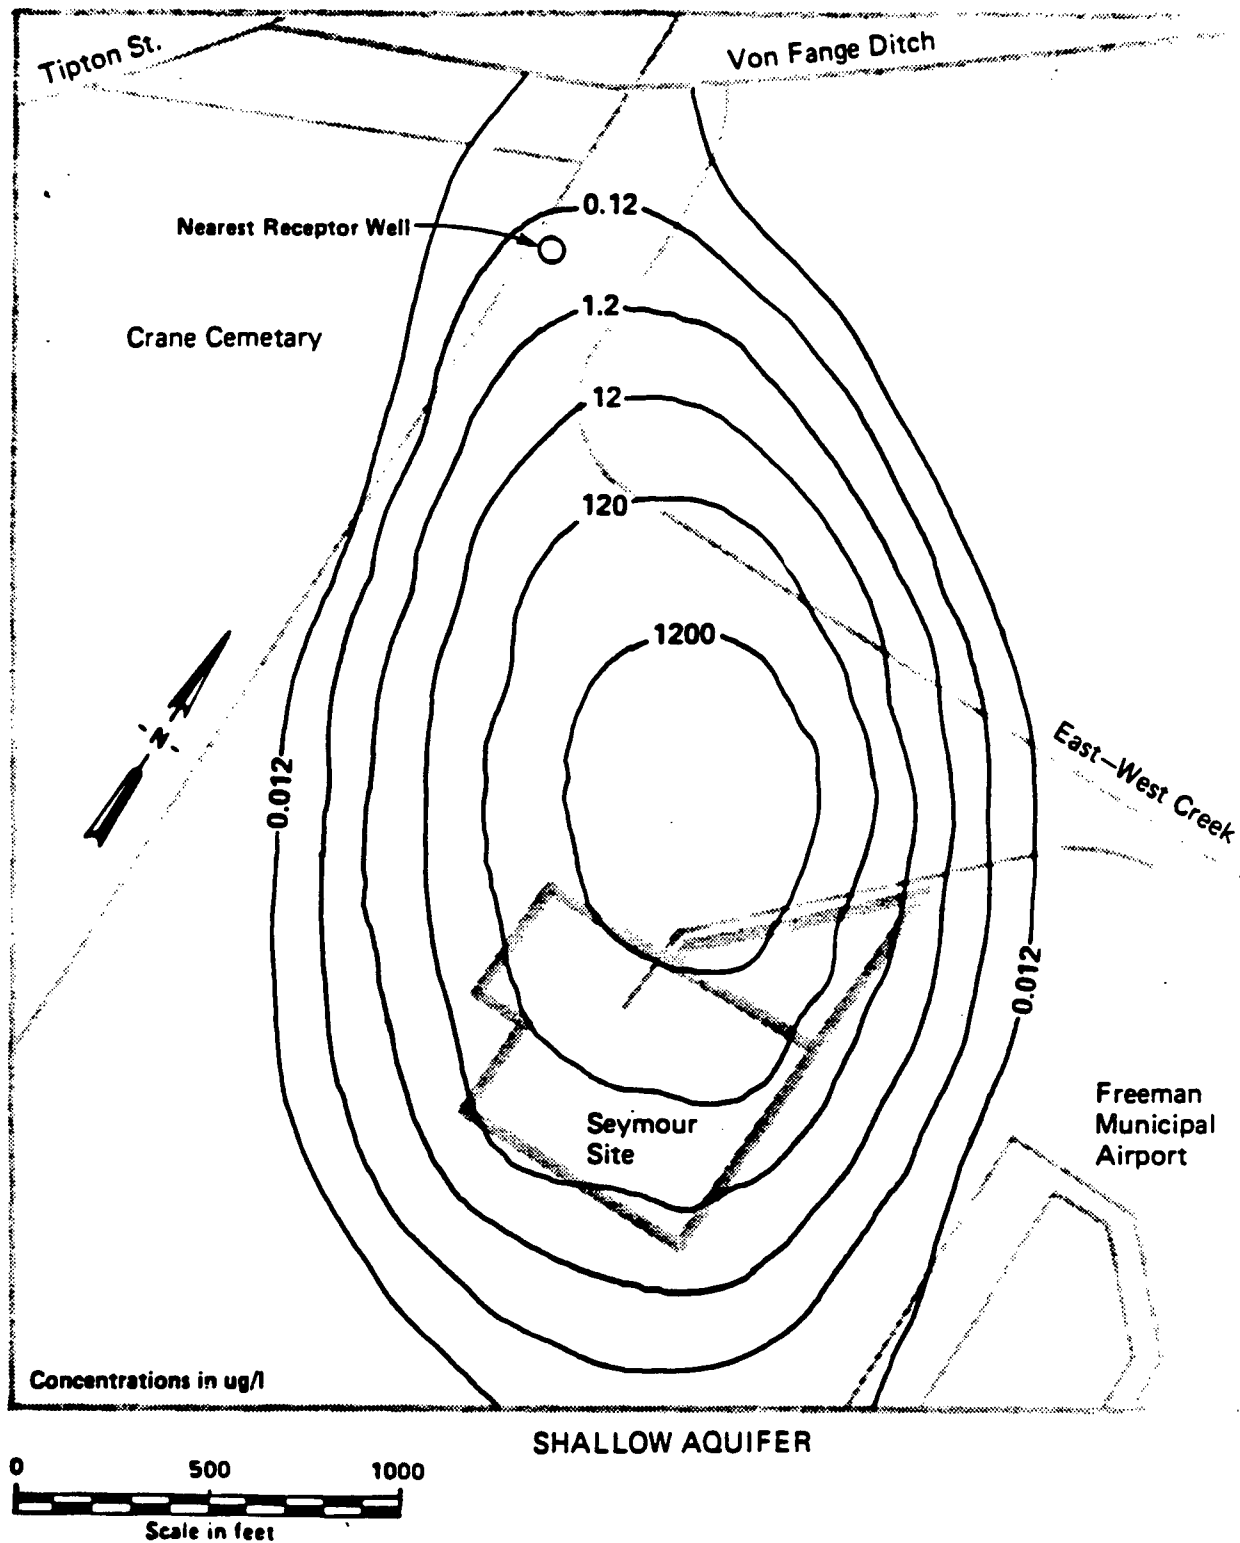 Tipton St.
Von Fange Ditch
0.12
Nearest Receptor Well
1.2
Crane Cemetary
12
120
1200
N
East-West Creek
0.012
0.012
Freeman
Municipal
Airport
Seymour
Site
Concentrations in ug/l
SHALLOW AQUIFER
0 500 1000
Scale in feet